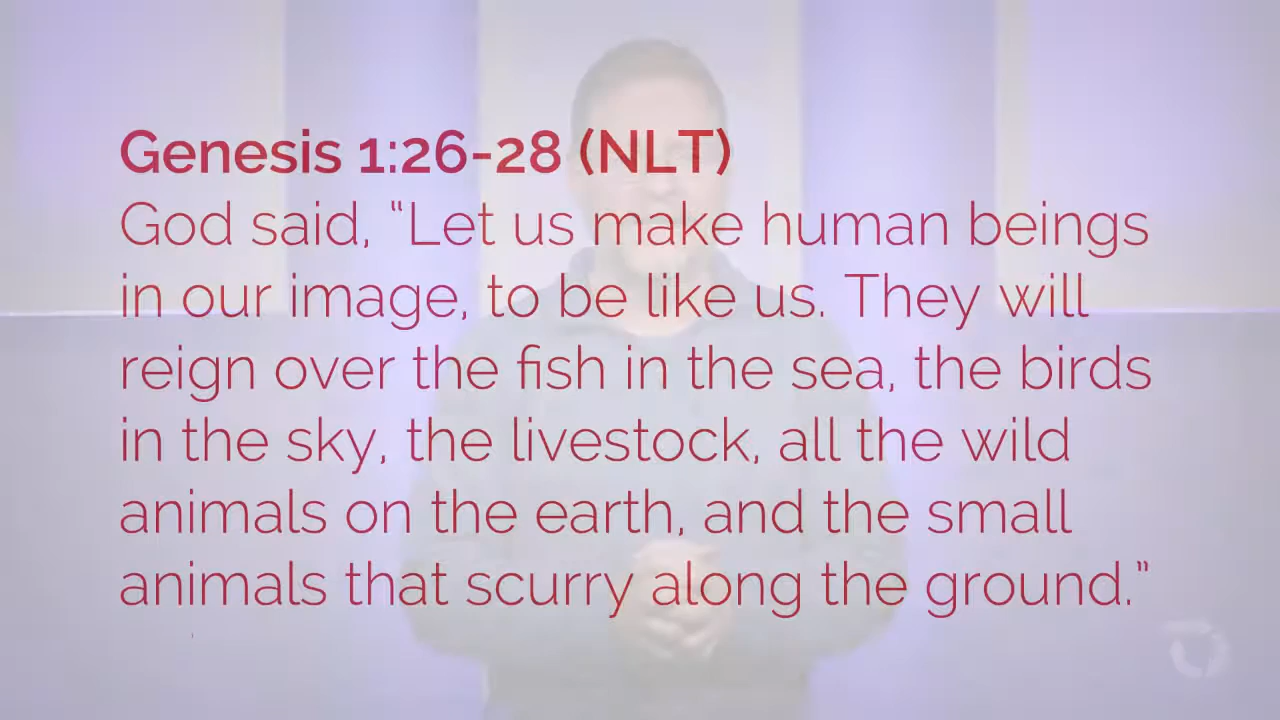 Genesis 1:26-28 (NLT)
God said, “Let us make human beings
in our image, to be like us. They will
reign over the fish in the sea, the birds
in the sky, the livestock, all the wild
animals on the earth, and the small
animals that scurry along the ground.”